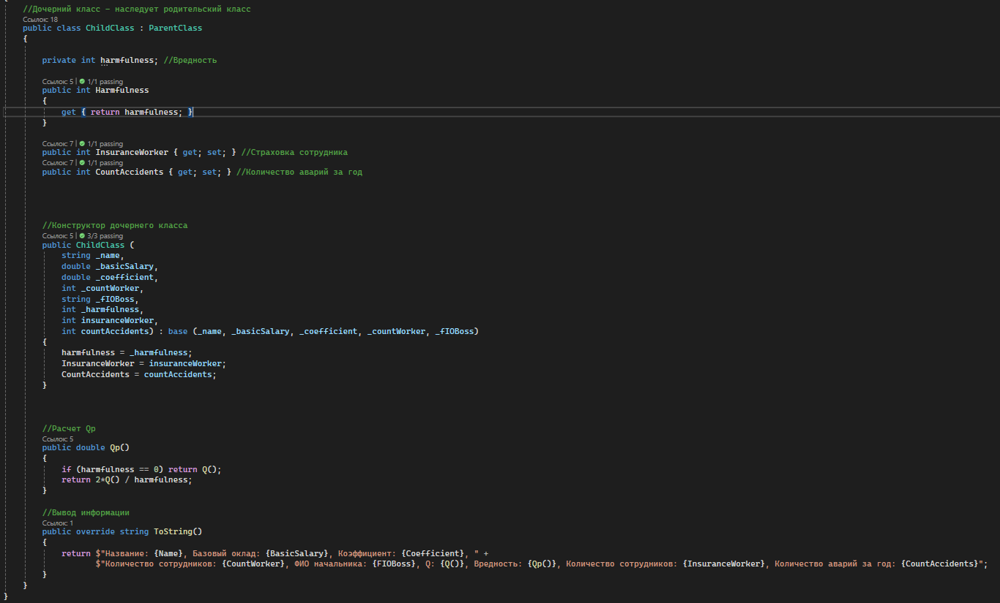 //Дочерний класс - наследует родительский класс
Ссылок: 18
public class ChildClass : ParentClass
{
private int harmfulness; //Вредность
Ссылок: 5 | 1/1 passing
public int Harmfulness
{
get { return harmfulness; }
}
Ссылок: 7 | 1/1 passing
public int InsuranceWorker { get; set; } //Страховка сотрудника
Ссылок: 7 | 1/1 passing
public int CountAccidents { get; set; } //Количество аварий за год
//Конструктор дочернего класса
Ссылок: 5 | 3/3 passing
public ChildClass (
string _name,
double _basicSalary,
double _coefficient,
int _countWorker,
string _fIOBoss,
int _harmfulness,
int insuranceWorker,
int countAccidents) : base (_name, _basicSalary, _coefficient, _countWorker, _fIOBoss)
{
harmfulness = _harmfulness;
InsuranceWorker = insuranceWorker;
CountAccidents = countAccidents;
}
//Расчет Qp
Ссылок: 5
public double Qp()
{
if (harmfulness == 0) return Q();
return 2*Q() / harmfulness;
}
//Вывод информации
Ссылок: 1
public override string ToString()
{
return $"Название: {Name}, Базовый оклад: {BasicSalary}, Коэффициент: {Coefficient}, " +
$"Количество сотрудников: {CountWorker}, ФИО начальника: {FIOBoss}, Q: {Q()}, Вредность: {Qp()}, Количество сотрудников: {InsuranceWorker}, Количество аварий за год: {CountAccidents}";
}
}
}